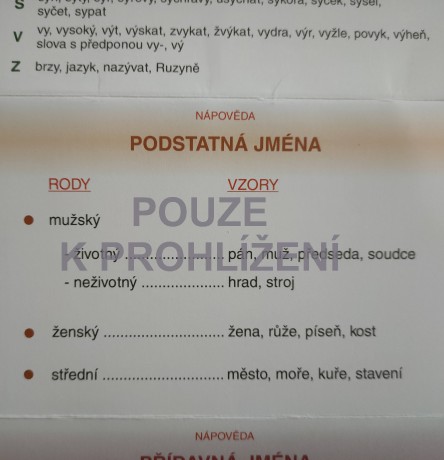 syčet, sypat
V vy, vysoký, výt, výskat, zvykat, žvýkat, vydra, výr, vyžle, povyk, výheň,
slova s předponou vy-, vý
Z brzy, jazyk, nazývat, Ruzyně
NÁPOVĚDA
PODSTATNÁ JMÉNA
RODY VZORY
POUZE
K PROHLÍŽENÍ
● mužský
- životný ........................ pán, muž, předseda, soudce
- neživotný .................... hrad, stroj
● ženský ............................. žena, růže, píseň, kost
● střední ............................. město, moře, kuře, stavení
NÁPOVĚDA
PŘÍDAVNÁ JMÉNA